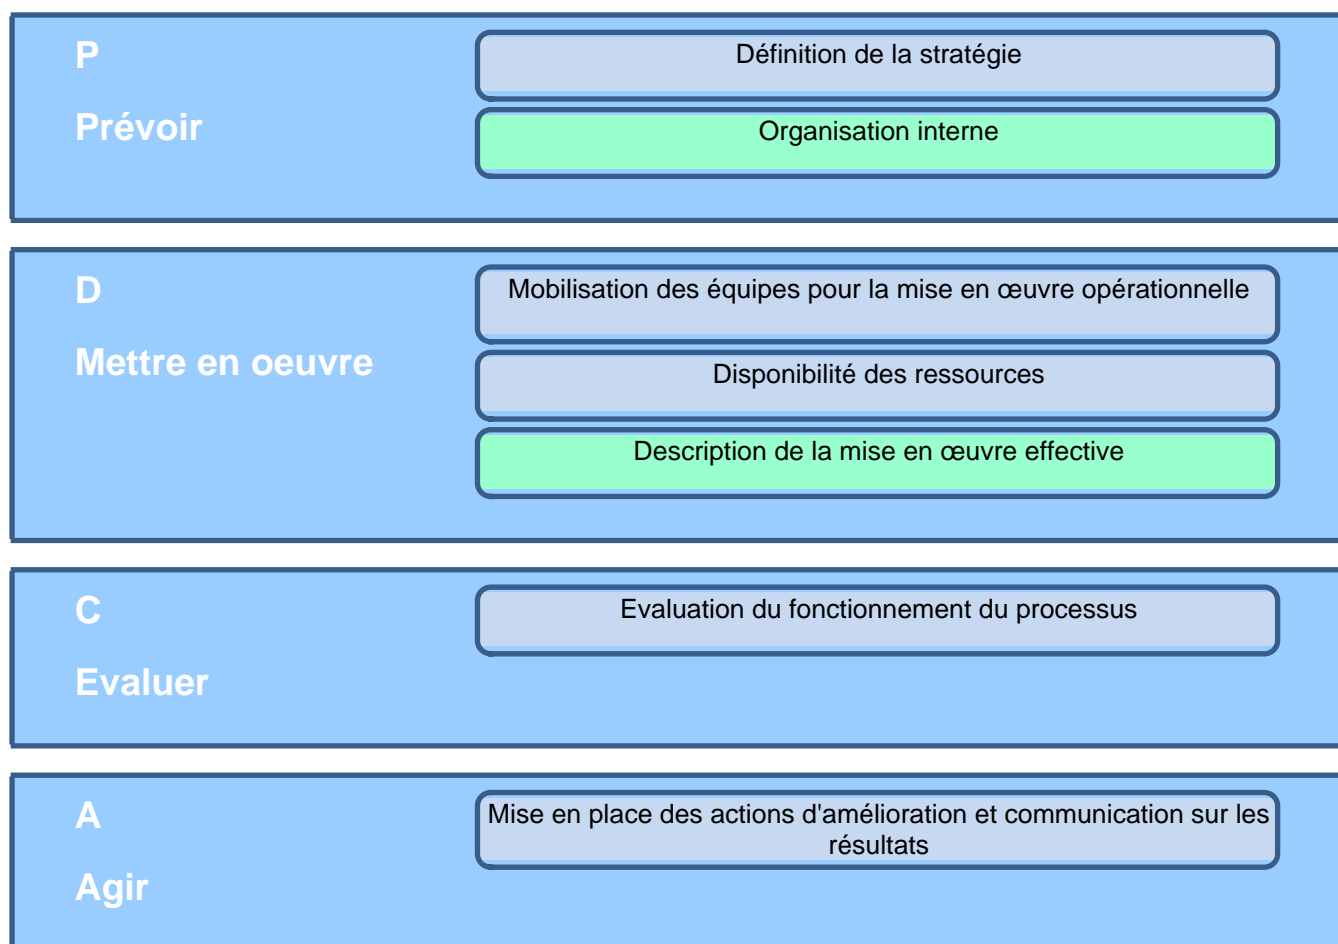 P
Prévoir
Définition de la stratégie
Organisation interne
D
Mettre en oeuvre
Mobilisation des équipes pour la mise en œuvre opérationnelle
Disponibilité des ressources
Description de la mise en œuvre effective
C
Evaluer
Evaluation du fonctionnement du processus
A
Agir
Mise en place des actions d'amélioration et communication sur les
résultats